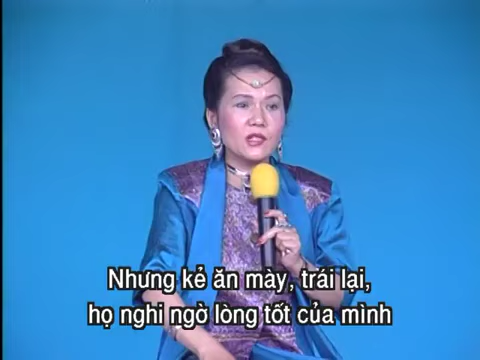 Nhưng kẻ ăn mày, trái lại,
họ nghi ngờ lòng tốt của mình